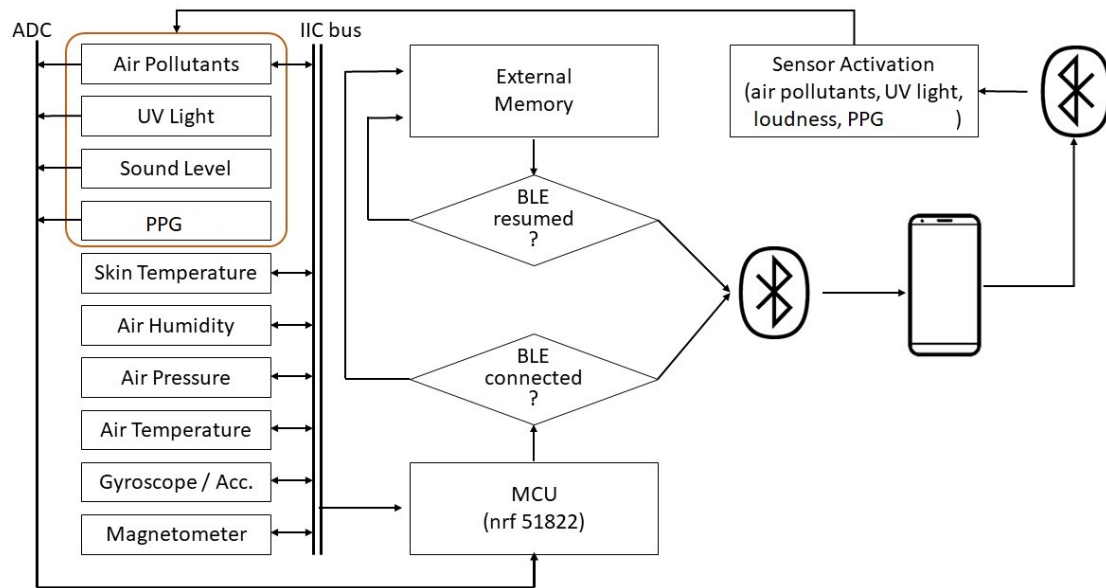 ADC
IIC bus
Air Pollutants
UV Light
Sound Level
PPG
Skin Temperature
Air Humidity
Air Pressure
Air Temperature
Gyroscope / Acc.
Magnetometer
External
Memory
BLE
resumed
?
BLE
connected
?
MCU
(nrf 51822)
Sensor Activation
(air pollutants, UV light,
loudness, PPG )